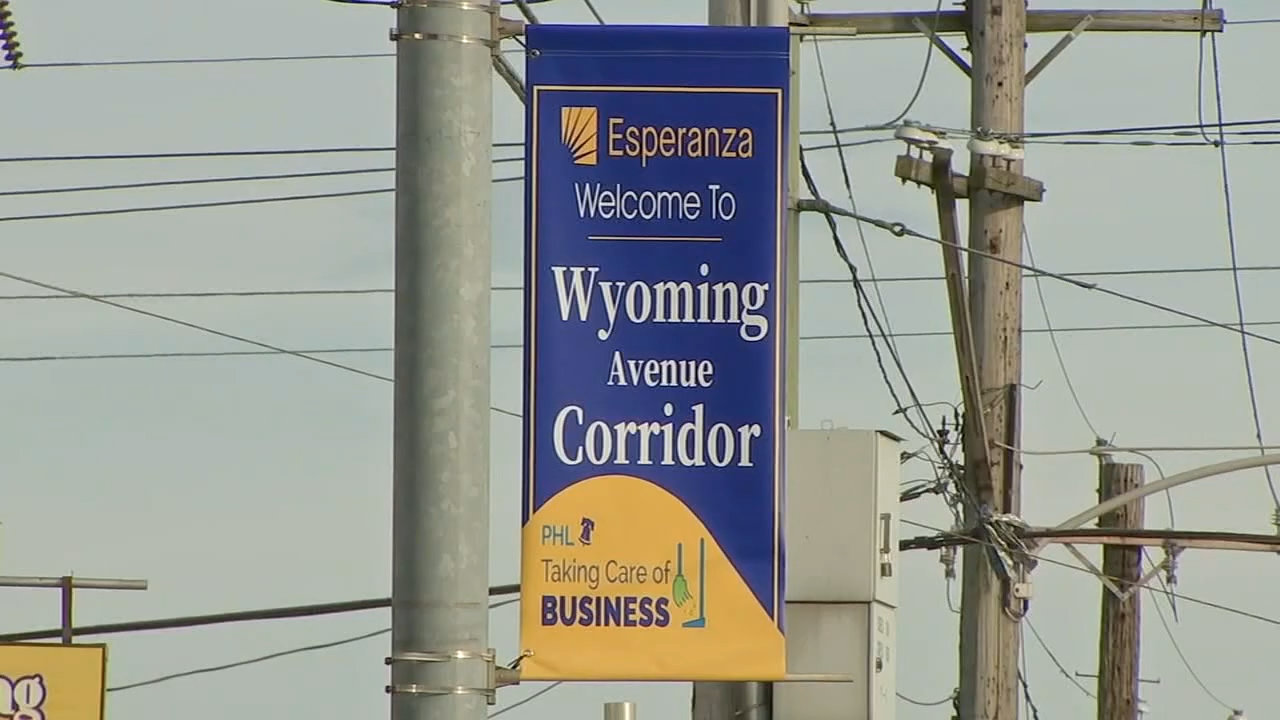 Esperanza
Welcome To
Wyoming
Avenue
Corridor
PHL
Taking Care of
BUSINESS